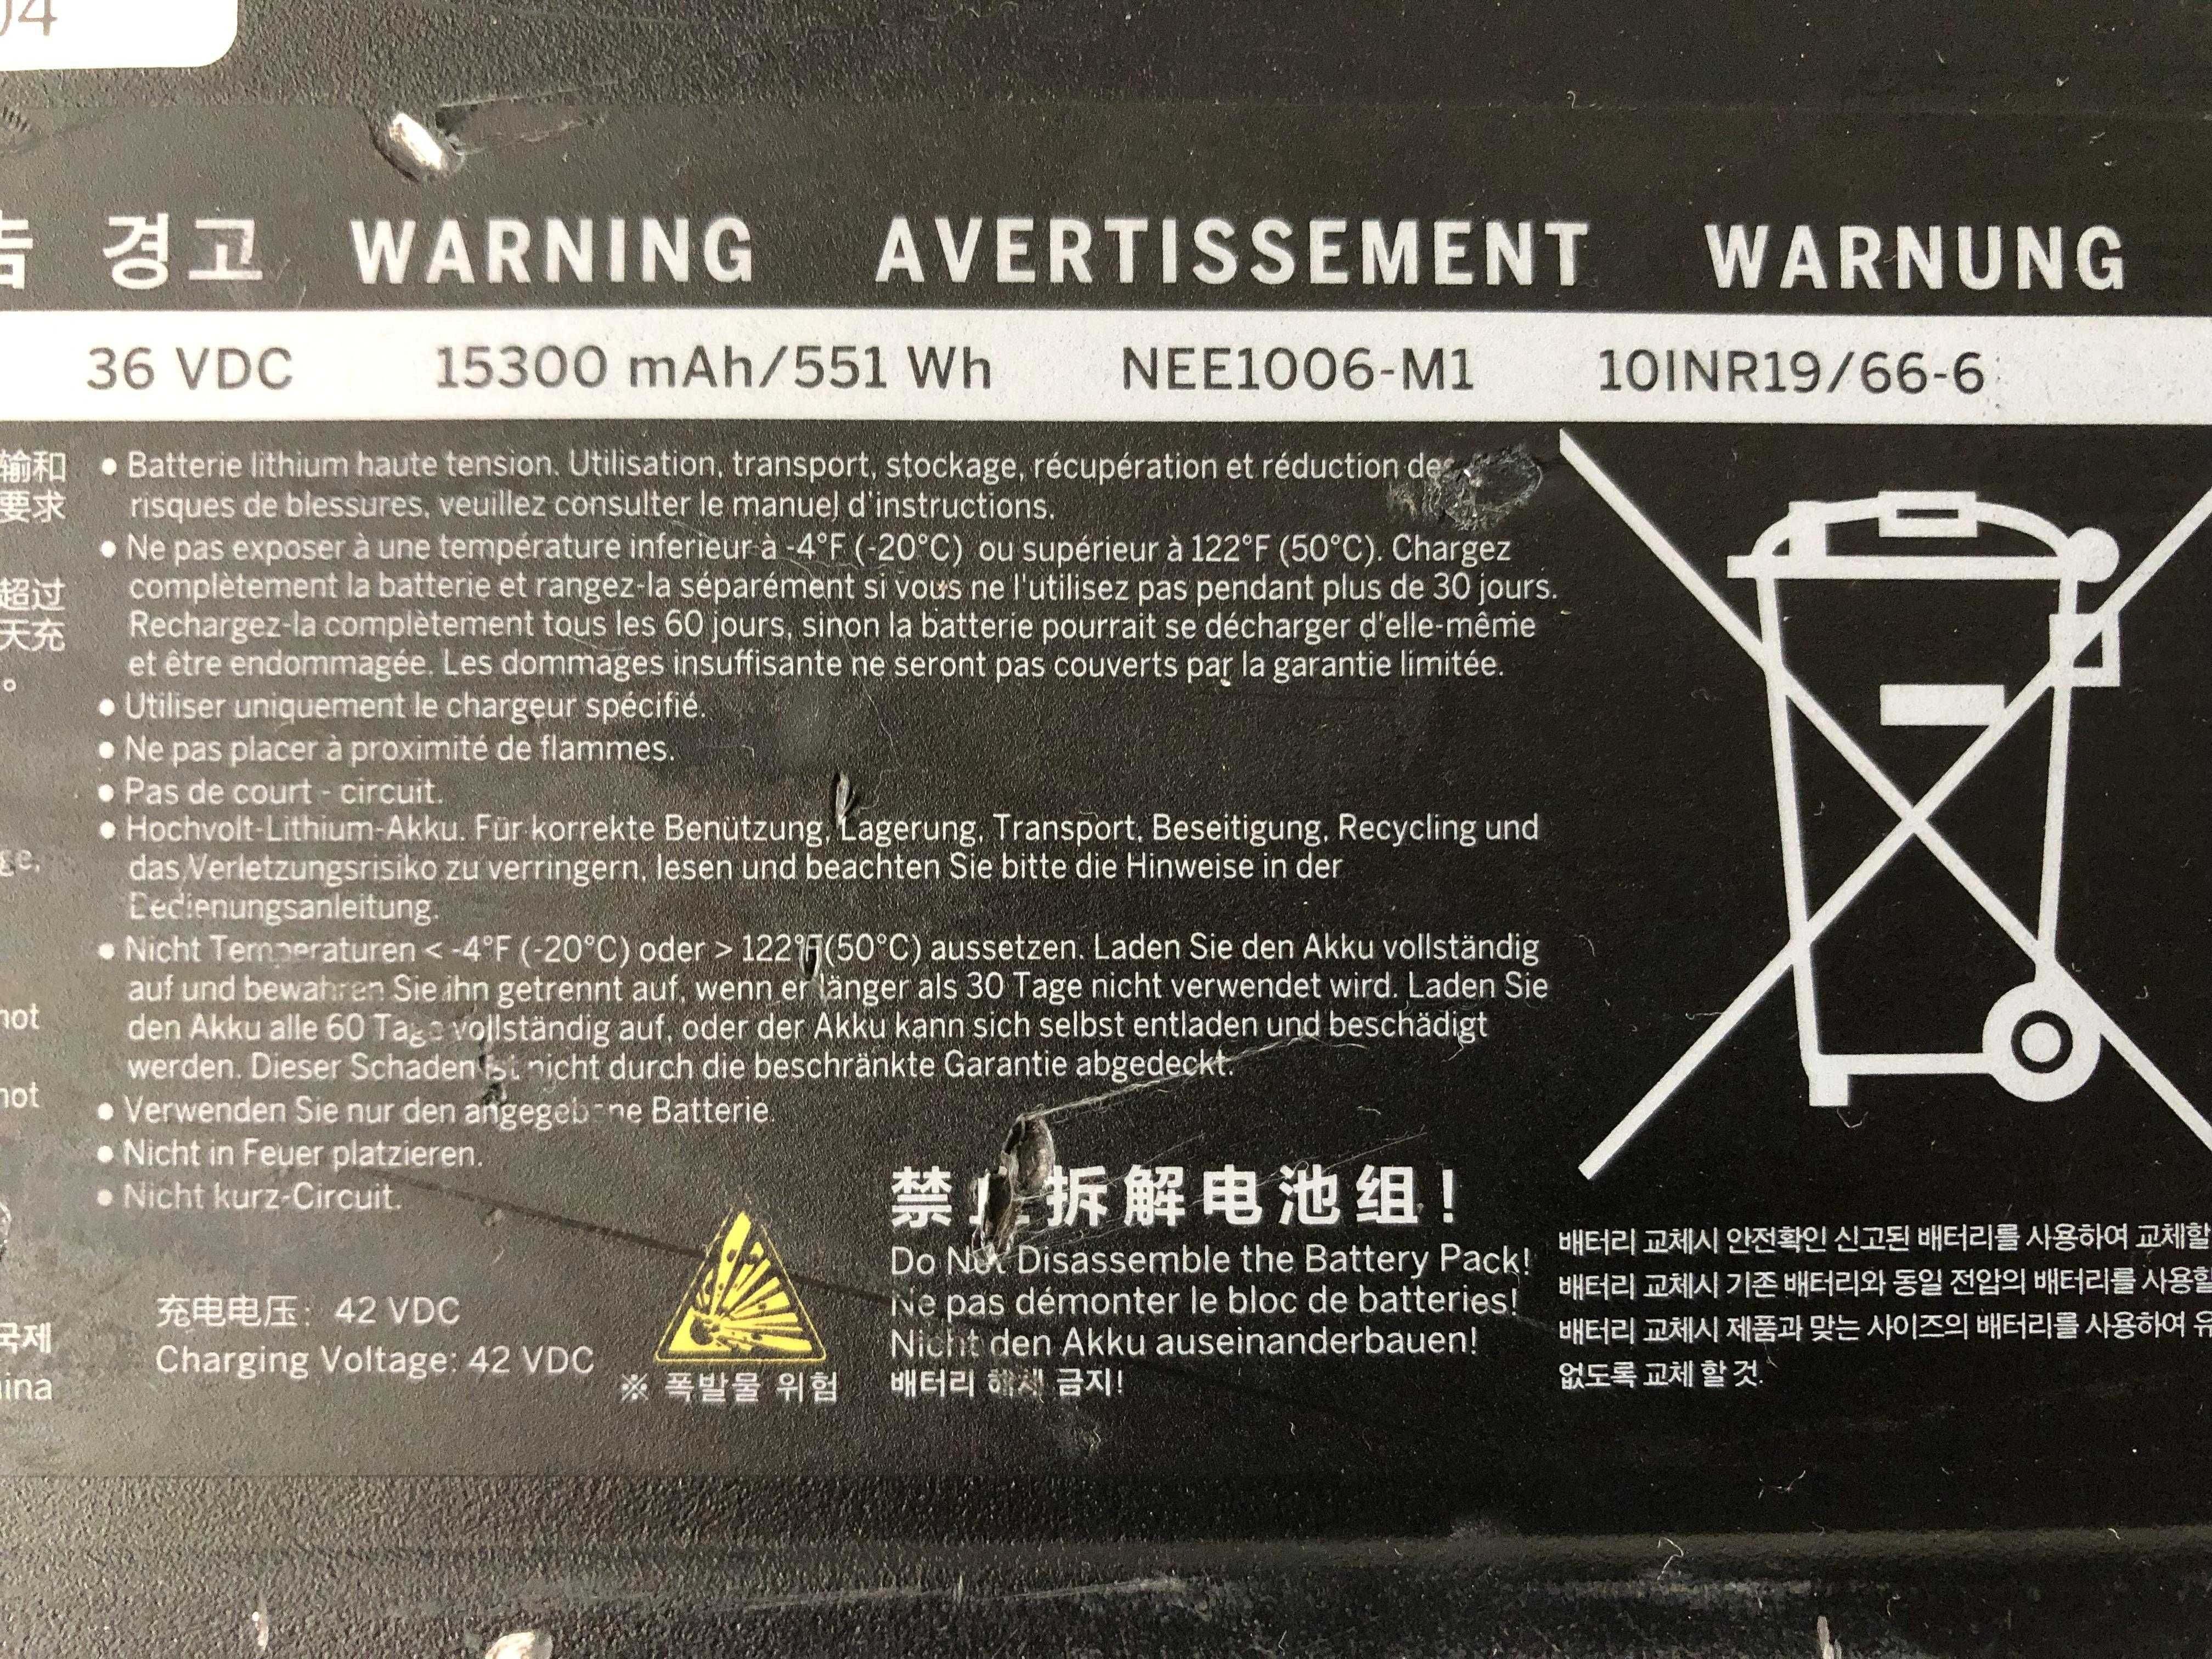 04
告 경고 WARNING AVERTISSEMENT WARNUNG
36 VDC 15300 mAh/551 Wh NEE1006-M1 10INR19/66-6
输和
要求
超过
天充
。
ge,
not
not
국제
ina
• Batterie lithium haute tension. Utilisation, transport, stockage, récupération et réduction des
risques de blessures, veuillez consulter le manuel d'instructions.
• Ne pas exposer à une température inferieur à -4°F (-20°C) ou supérieur à 122°F (50°C). Chargez
complètement la batterie et rangez-la séparément si vous ne l'utilisez pas pendant plus de 30 jours.
Rechargez-la complètement tous les 60 jours, sinon la batterie pourrait se décharger d'elle-même
et être endommagée. Les dommages insuffisante ne seront pas couverts par la garantie limitée.
• Utiliser uniquement le chargeur spécifié.
• Ne pas placer à proximité de flammes.
• Pas de court - circuit.
• Hochvolt-Lithium-Akku. Für korrekte Benützung, Lagerung, Transport, Beseitigung, Recycling und
das Verletzungsrisiko zu verringern, lesen und beachten Sie bitte die Hinweise in der
Bedienungsanleitung.
• Nicht Temperaturen < -4°F (-20°C) oder > 122°F (50°C) aussetzen. Laden Sie den Akku vollständig
auf und bewahren Sie ihn getrennt auf, wenn er länger als 30 Tage nicht verwendet wird. Laden Sie
den Akku alle 60 Tage vollständig auf, oder der Akku kann sich selbst entladen und beschädigt
werden. Dieser Schaden ist nicht durch die beschränkte Garantie abgedeckt.
• Verwenden Sie nur den angegebene Batterie.
• Nicht in Feuer platzieren.
• Nicht kurz-Circuit.
充电电压: 42 VDC
Charging Voltage: 42 VDC
※ 폭발물 위험
禁止拆解电池组!
Do Not Disassemble the Battery Pack!
Ne pas démonter le bloc de batteries!
Nicht den Akku auseinanderbauen!
배터리 해체 금지!
배터리 교체시 안전확인 신고된 배터리를 사용하여 교체할
배터리 교체시 기존 배터리와 동일 전압의 배터리를 사용할
배터리 교체시 제품과 맞는 사이즈의 배터리를 사용하여 유
없도록 교체 할 것.